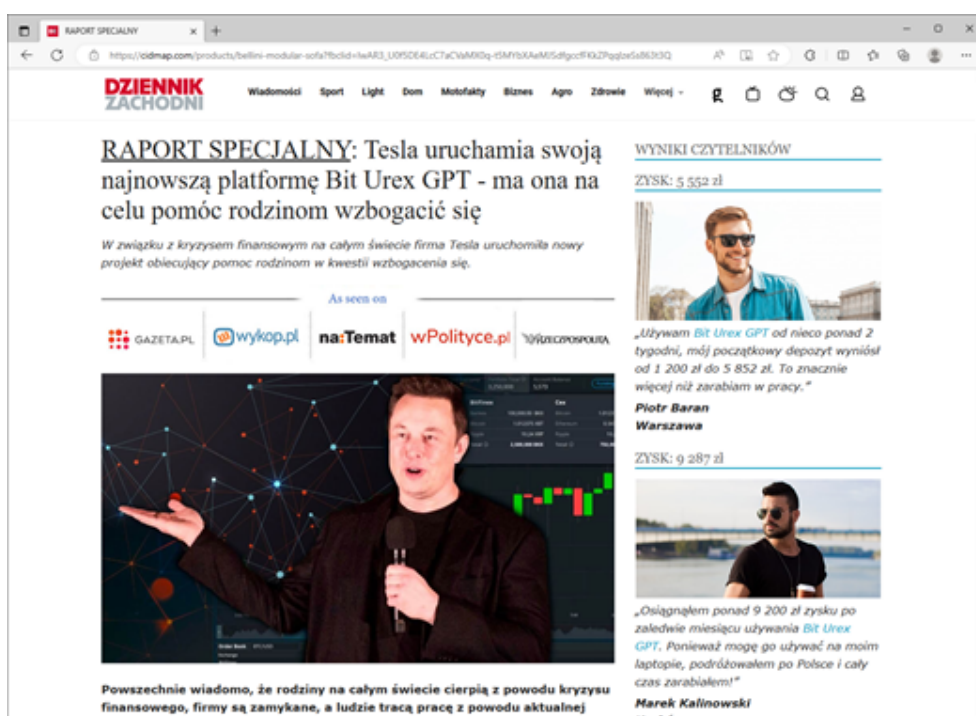 RAPORT SPECJALNY
https://cidmap.com/products/bellini-modular-sofa?fbclid=
DZIENNIK
ZACHODNI
Wiadomości Sport Light Dom Motofakty Biznes Agro Zdrowie Więcej
RAPORT SPECJALNY: Tesla uruchamia swoją
najnowszą platformę Bit Urex GPT - ma ona na
celu pomóc rodzinom wzbogacić się
W związku z kryzysem finansowym na całym świecie firma Tesla uruchomiła nowy
projekt obiecujący pomoc rodzinom w kwestii wzbogacenia się.
As seen on
GAZETA.PL wykop.pl na:Temat wPolityce.pl RZECZPOSPOLITA
Powszechnie wiadomo, że rodziny na całym świecie cierpią z powodu kryzysu
finansowego, firmy są zamykane, a ludzie tracą pracę z powodu aktualnej
WYNIKI CZYTELNIKÓW
ZYSK: 5 552 zł
„Używam Bit Urex GPT od nieco ponad 2
tygodni, mój początkowy depozyt wyniósł
od 1 200 zł do 5 852 zł. To znacznie
więcej niż zarabiam w pracy."
Piotr Baran
Warszawa
ZYSK: 9 287 zł
„Osiągnąłem ponad 9 200 zł zysku po
zaledwie miesiącu używania Bit Urex
GPT. Ponieważ mogę go używać na moim
laptopie, podróżowałem po Polsce i cały
czas zarabiałem!"
Marek Kalinowski